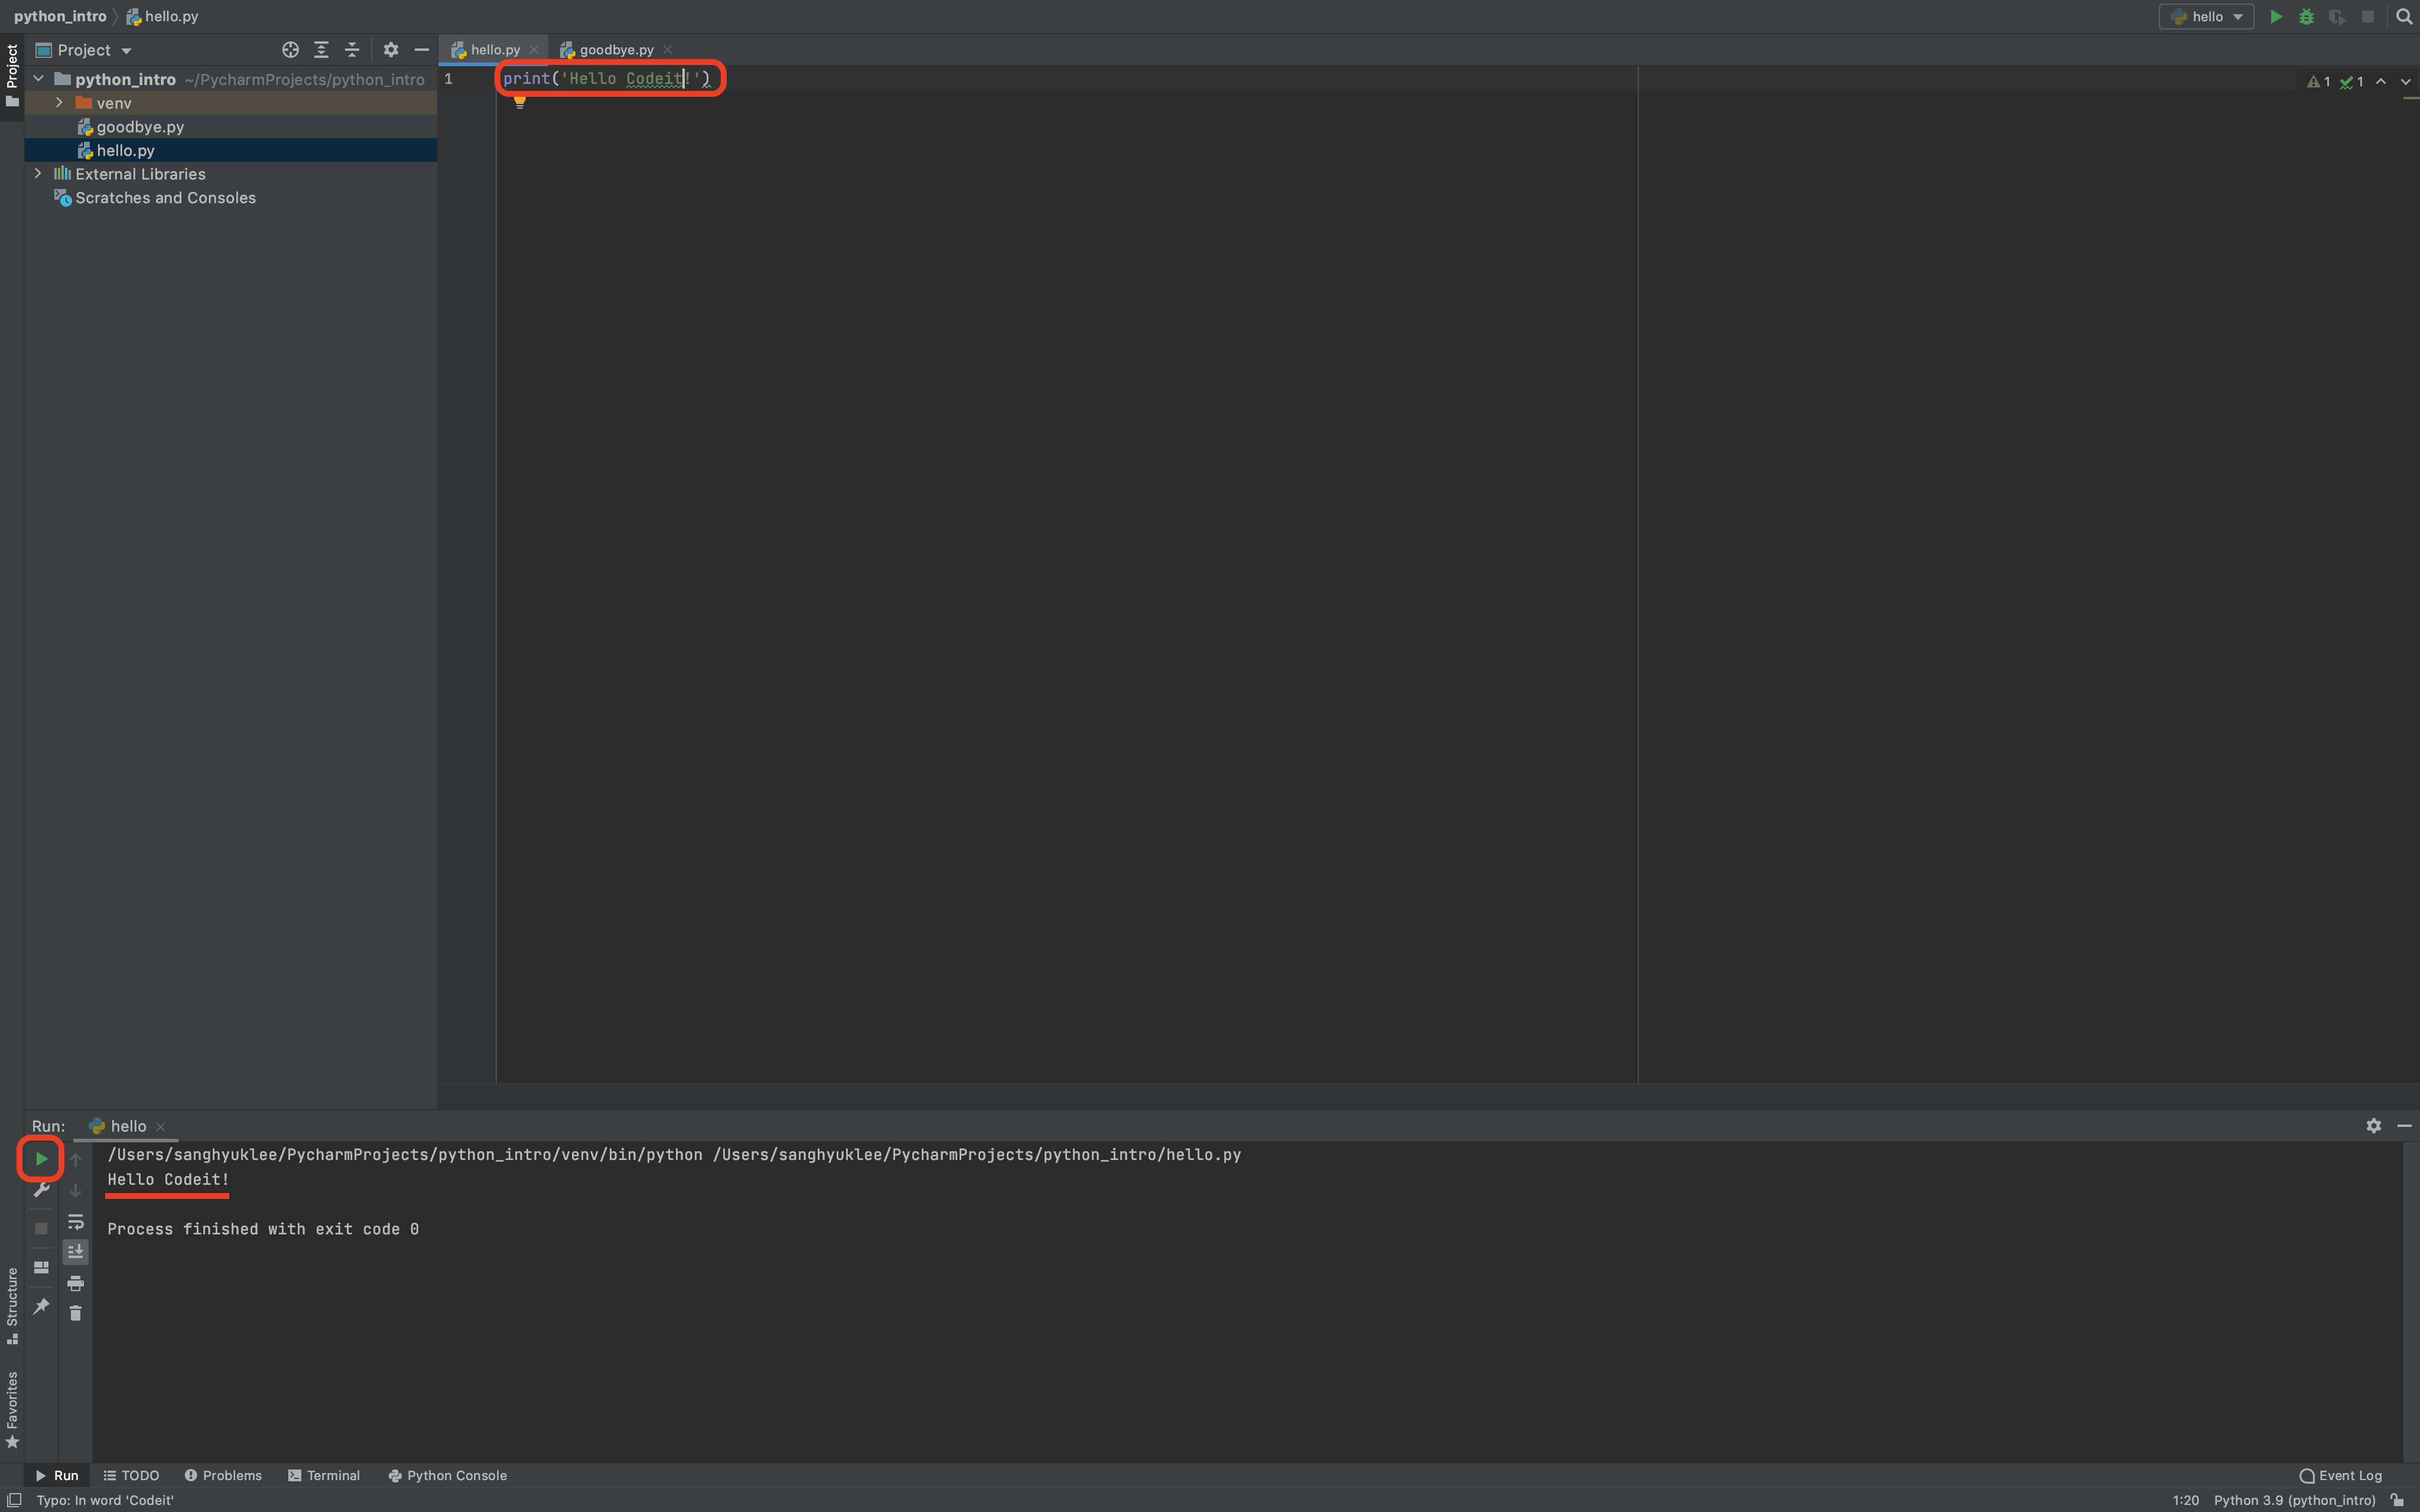 python_intro hello.py
hello
Project
Project
hello.py
goodbye.py
python_intro ~/PycharmProjects/python_intro
1 print('Hello Codeit!')
1 1
venv
goodbye.py
hello.py
External Libraries
Scratches and Consoles
Run: hello
/Users/sanghyuklee/PycharmProjects/python_intro/venv/bin/python /Users/sanghyuklee/PycharmProjects/python_intro/hello.py
Hello Codeit!
Process finished with exit code 0
Structure
Favorites
Run TODO Problems Terminal Python Console Event Log
Typo: In word 'Codeit' 1:20 Python 3.9 (python_intro)